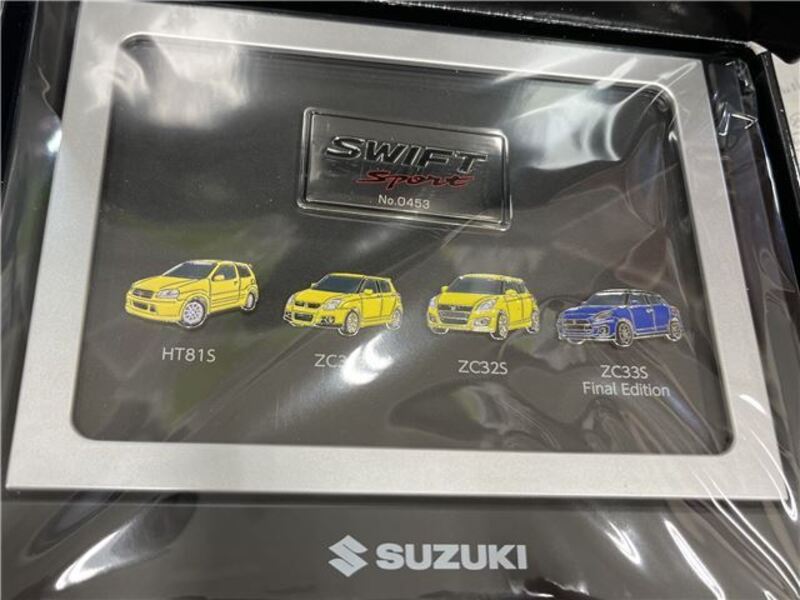 SWIFT
Sport
No.0453
HT81S
ZC32S
ZC33S
Final Edition
SUZUKI